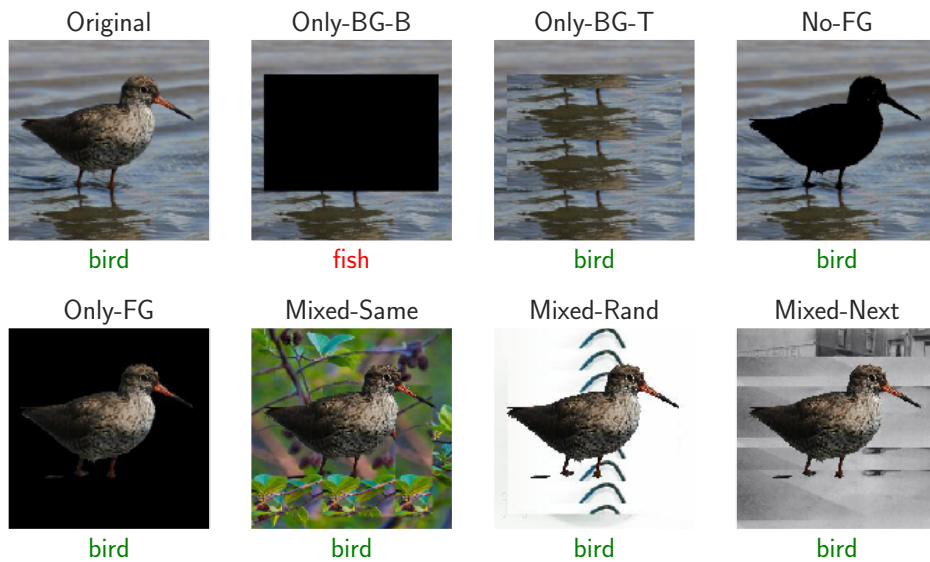 Original Only-BG-B Only-BG-T No-FG
bird fish bird bird
Only-FG Mixed-Same Mixed-Rand Mixed-Next
bird bird bird bird